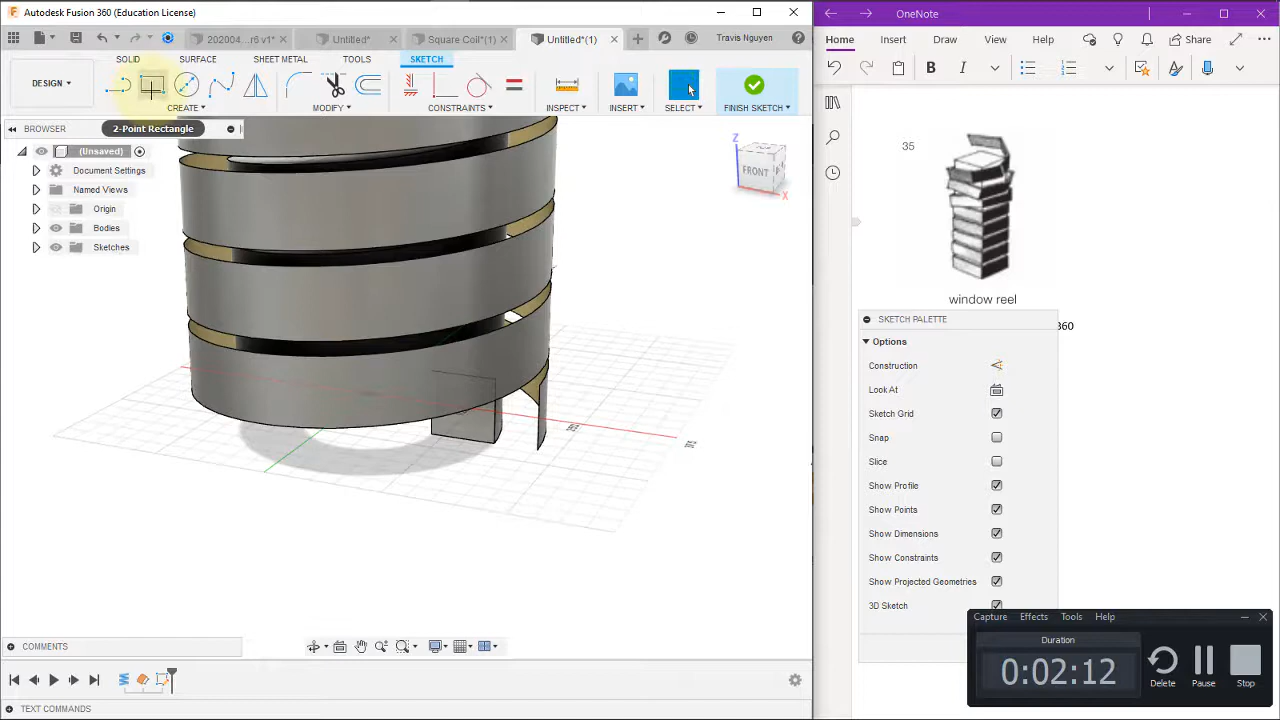 Autodesk Fusion 360 (Education License)
OneNote
202004...r6 v1*
Untitled*
Square Coil*(1)
Untitled*(1)
Travis Nguyen
Home Insert Draw View Help Share
SOLID SURFACE SHEET METAL TOOLS SKETCH
DESIGN
CREATE MODIFY CONSTRAINTS INSPECT INSERT SELECT FINISH SKETCH
B I
BROWSER
2-Point Rectangle
(Unsaved)
Document Settings
Named Views
Origin
Bodies
Sketches
Z
FRONT
X
35
window reel
360
SKETCH PALETTE
Options
Construction
Look At
Sketch Grid
Snap
Slice
Show Profile
Show Points
Show Dimensions
Show Constraints
Show Projected Geometries
3D Sketch
Capture Effects Tools Help
Duration
0:02:12
Delete Pause Stop
COMMENTS
TEXT COMMANDS